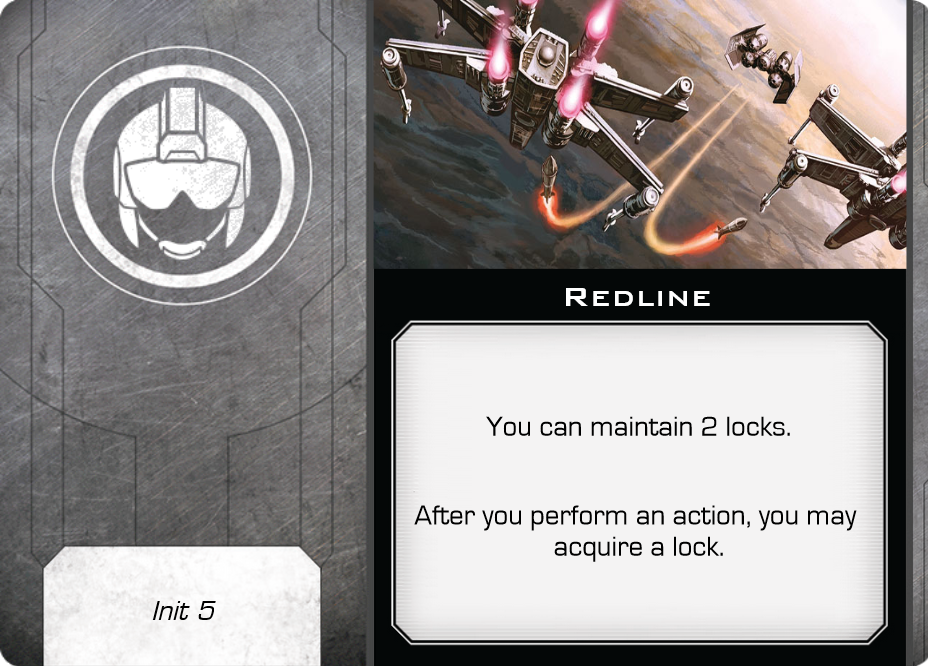 Redline
You can maintain 2 locks.
After you perform an action, you may
acquire a lock.
Init 5